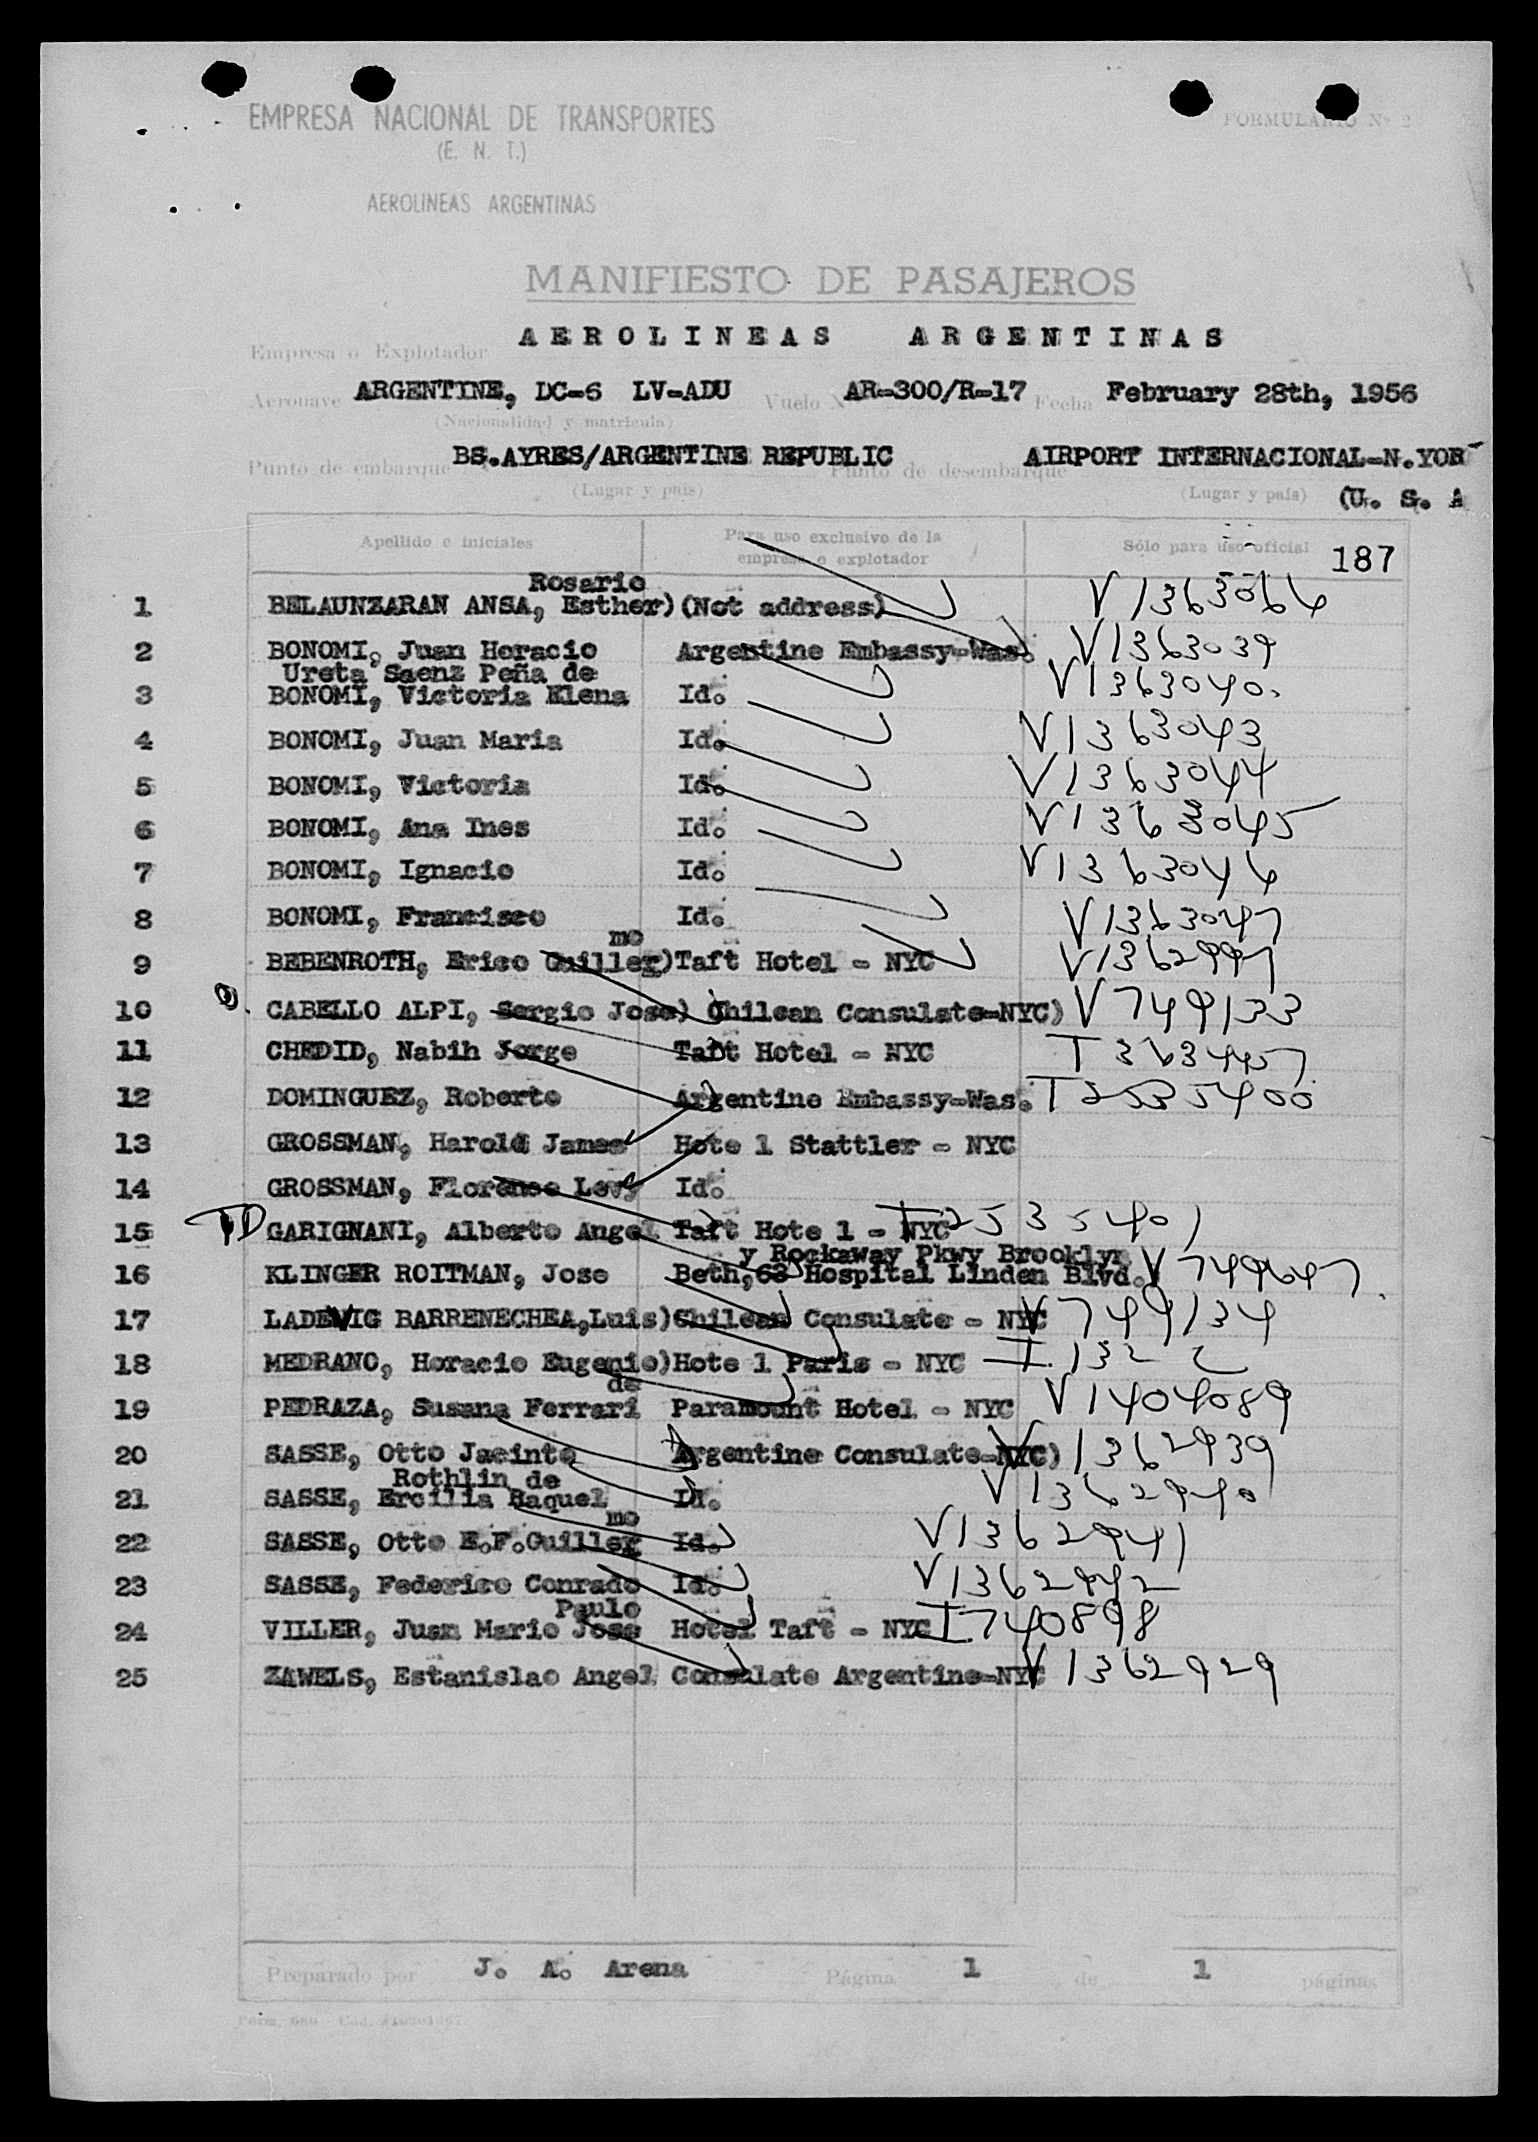 EMPRESA NACIONAL DE TRANSPORTES
(E. N. T.)
FORMULARIO Nº 2
AEROLINEAS ARGENTINAS
MANIFIESTO DE PASAJEROS
Empresa o Explotador AEROLINEAS ARGENTINAS
Aeronave ARGENTINE, DC-6 LV-ADU Vuelo Nº AR-300/R-17 Fecha February 28th, 1956
(Nacionalidad y matrícula)
Punto de embarque BS.AYRES/ARGENTINE REPUBLIC Punto de desembarque AIRPORT INTERNACIONAL-N.YOR
(Lugar y país) (Lugar y país) (U. S. A
Apellido e iniciales Para uso exclusivo de la empresa o explotador Sólo para uso oficial 187
Rosario
1 BELAUNZARAN ANSA, Esther) (Not address) V1363066
2 BONOMI, Juan Horacio Argentine Embassy-Was. V1363039
Ureta Saenz Peña de
3 BONOMI, Victoria Elena Id. V1363040.
4 BONOMI, Juan Maria Id. V1363043
5 BONOMI, Victoria Id. V1363044
6 BONOMI, Ana Ines Id. V1363045
7 BONOMI, Ignacio Id. V1363046
8 BONOMI, Francisco Id. V1363047
mo
9 BEBENROTH, Erico Guiller) Taft Hotel - NYC V1362997
10 CABELLO ALPI, Sergio Jose) Chilean Consulate-NYC) V749133
11 CHEDID, Nabih Jorge Taft Hotel - NYC T363457
12 DOMINGUEZ, Roberto Argentine Embassy-Was. T2535400
13 GROSSMAN, Harold James Hote l Stattler - NYC
14 GROSSMAN, Florence Levy Id.
15 TD GARIGNANI, Alberto Angel Taft Hote l - NYC T2535401
y Rockaway Pkwy Brooklyn
16 KLINGER ROITMAN, Jose Beth,63 Hospital Linden Blvd. V749647
17 LADEWIG BARRENECHEA,Luis) Chilean Consulate - NYC V749134
18 MEDRANO, Horacio Eugenio) Hote l Paris - NYC I.132
de
19 PEDRAZA, Susana Ferrari Paramount Hotel - NYC V1404089
20 SASSE, Otto Jacinto Argentine Consulate-NYC) V1362939
Rothlin de
21 SASSE, Ercilia Raquel Id. V1362940
mo
22 SASSE, Otto E.F.Guiller Id. V1362941
23 SASSE, Federico Conrado Id. V1362942
Paulo
24 VILLER, Juan Mario Jose Hotel Taft - NYC I740898
25 ZAWELS, Estanislao Angel Consulate Argentine-NYC V1362929
Preparado por J. A. Arena Página 1 de 1 páginas